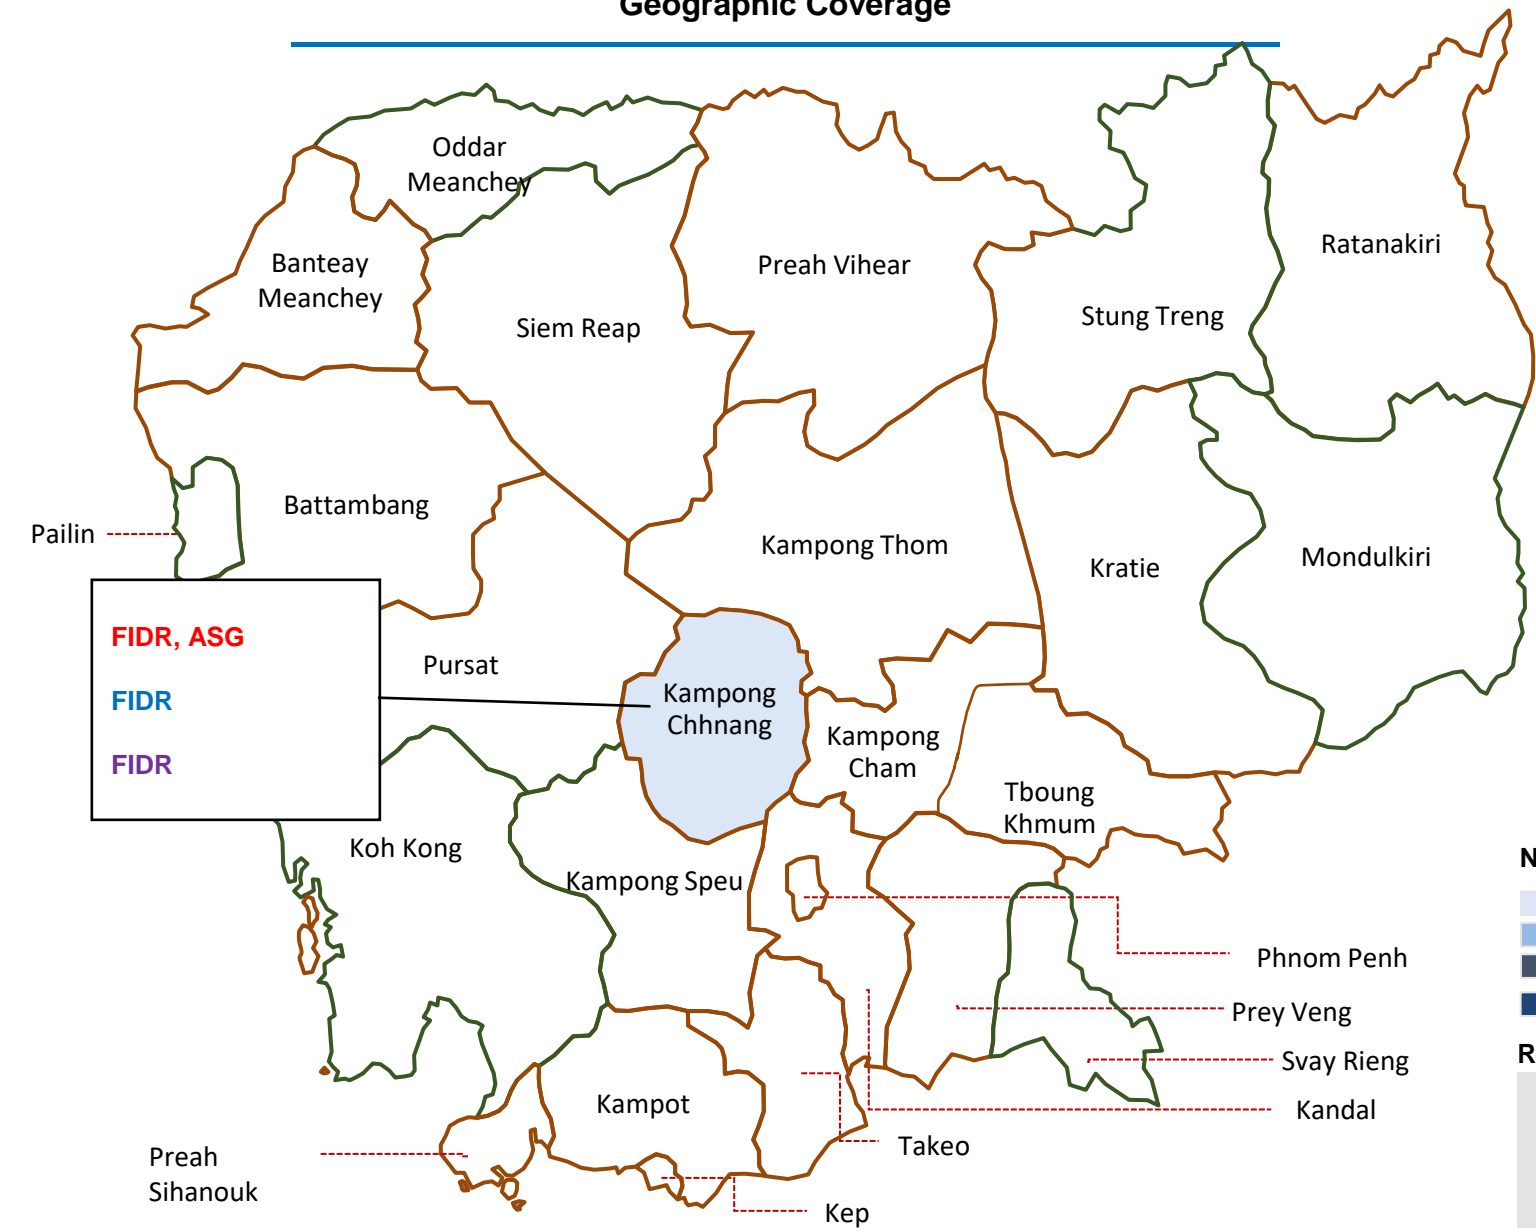 Geographic Coverage
Oddar
Meanchey
Banteay
Meanchey
Siem Reap
Preah Vihear
Stung Treng
Ratanakiri
Battambang
Pailin
Kampong Thom
Kratie
Mondulkiri
FIDR, ASG
FIDR
FIDR
Pursat
Kampong
Chhnang
Kampong
Cham
Tboung
Khmum
Koh Kong
Kampong Speu
Phnom Penh
Prey Veng
Svay Rieng
Kandal
Kampot
Takeo
Preah
Sihanouk
Kep
N
R